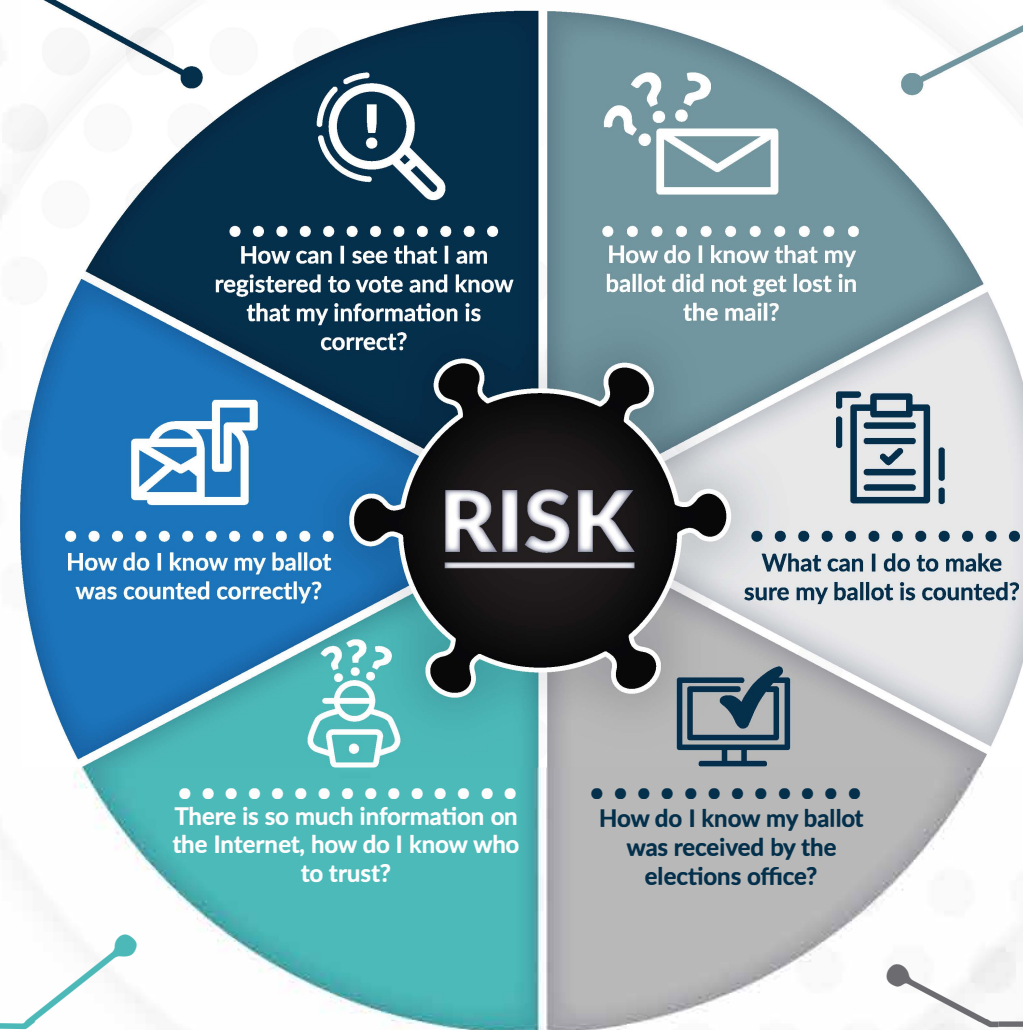 How can I see that I am
registered to vote and know
that my information is
correct?
How do I know that my
ballot did not get lost in
the mail?
How do I know my ballot
was counted correctly?
RISK
What can I do to make
sure my ballot is counted?
There is so much information on
the Internet, how do I know who
to trust?
How do I know my ballot
was received by the
elections office?